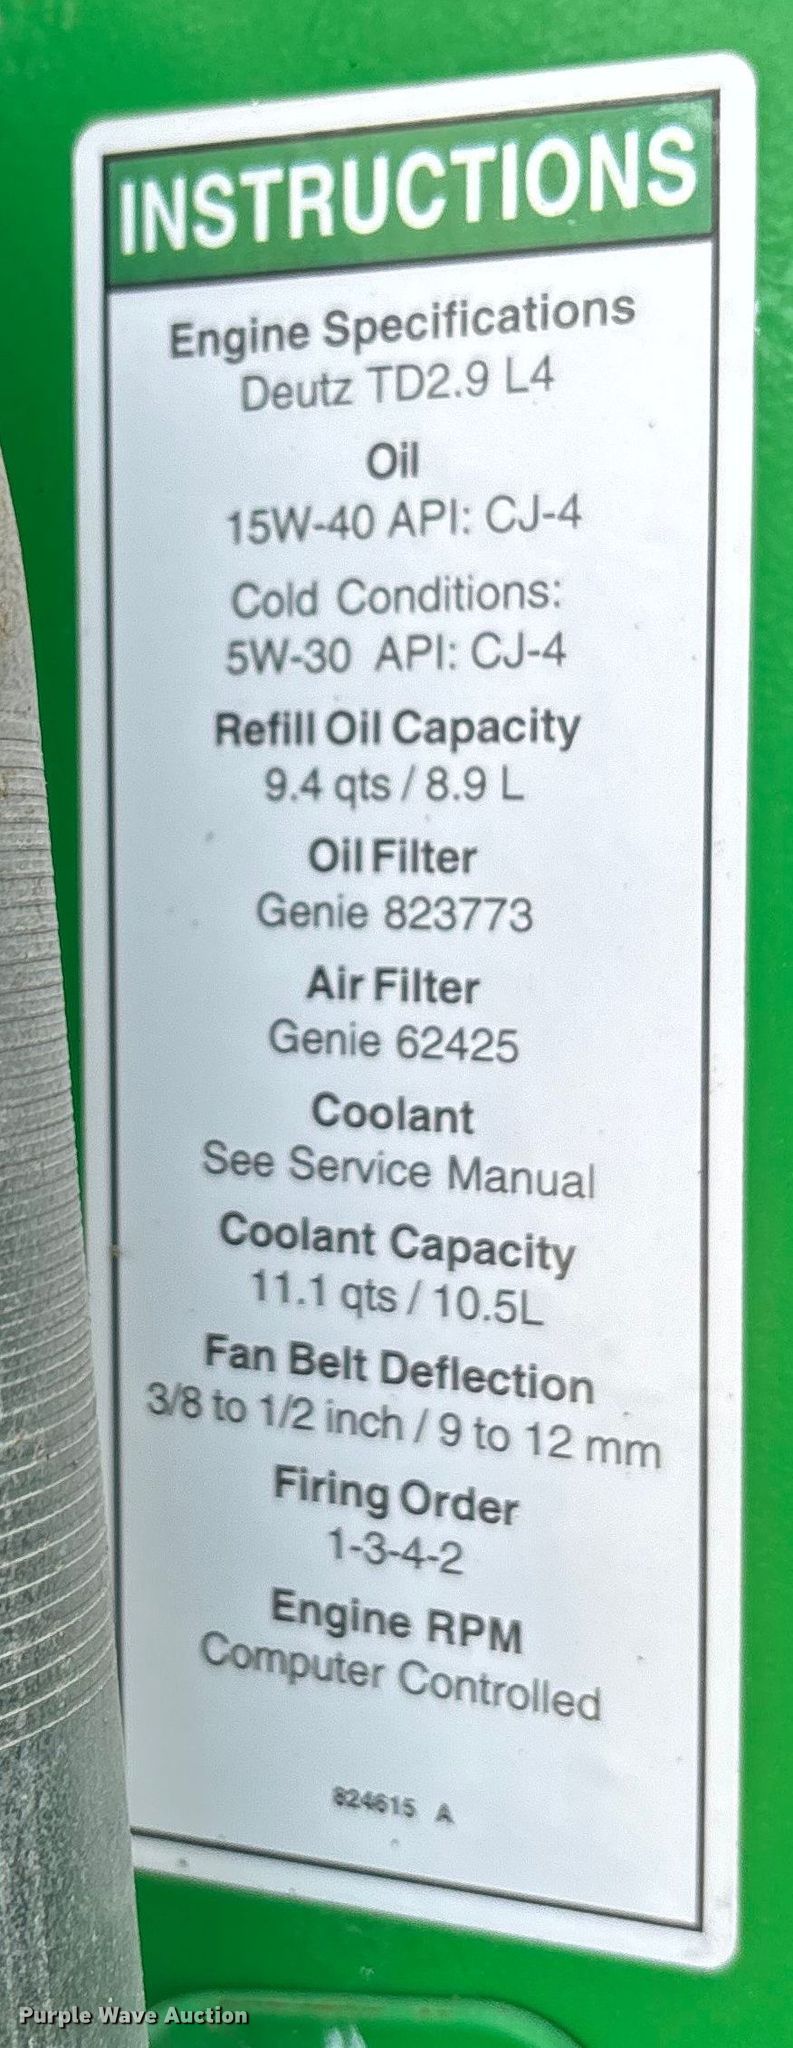 INSTRUCTIONS
Engine Specifications
Deutz TD2.9 L4
Oil
15W-40 API: CJ-4
Cold Conditions:
5W-30 API: CJ-4
Refill Oil Capacity
9.4 qts / 8.9 L
Oil Filter
Genie 823773
Air Filter
Genie 62425
Coolant
See Service Manual
Coolant Capacity
11.1 qts / 10.5L
Fan Belt Deflection
3/8 to 1/2 inch / 9 to 12 mm
Firing Order
1-3-4-2
Engine RPM
Computer Controlled
824615 A
Purple Wave Auction